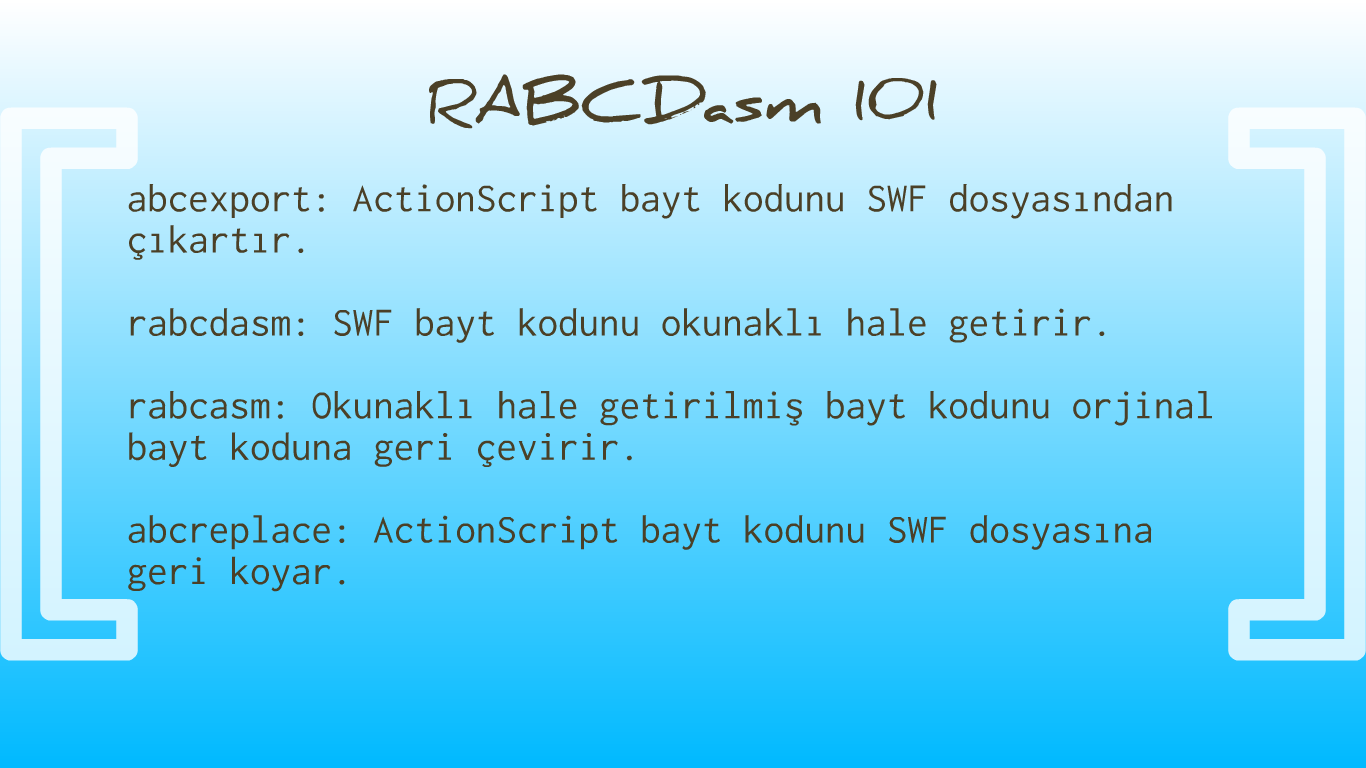 RABCDasm 101
abcexport: ActionScript bayt kodunu SWF dosyasından
çıkartır.
rabcdasm: SWF bayt kodunu okunaklı hale getirir.
rabcasm: Okunaklı hale getirilmiş bayt kodunu orjinal
bayt koduna geri çevirir.
abcreplace: ActionScript bayt kodunu SWF dosyasına
geri koyar.